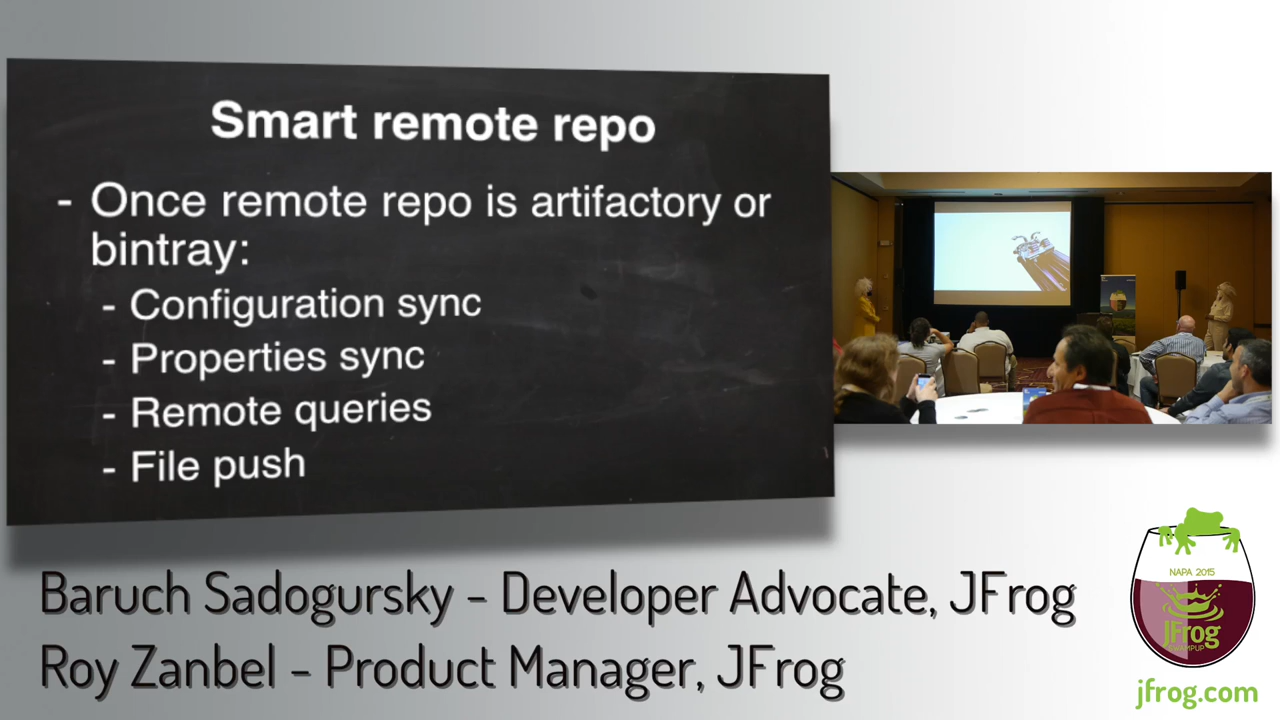 Smart remote repo
- Once remote repo is artifactory or
bintray:
- Configuration sync
- Properties sync
- Remote queries
- File push
Baruch Sadogursky - Developer Advocate, JFrog
Roy Zanbel - Product Manager, JFrog
NAPA 2015
JFrog
SWAMPUP
jfrog.com